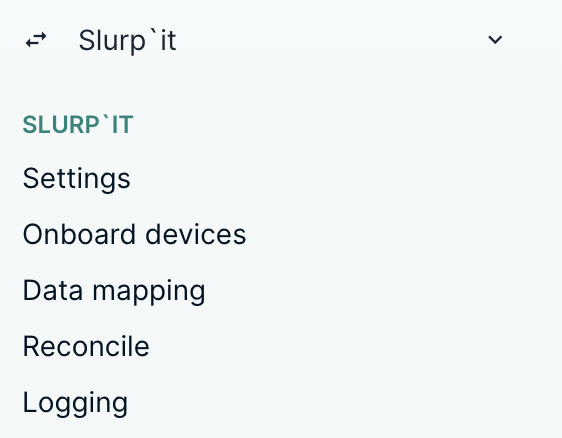 Slurp`it
SLURP`IT
Settings
Onboard devices
Data mapping
Reconcile
Logging